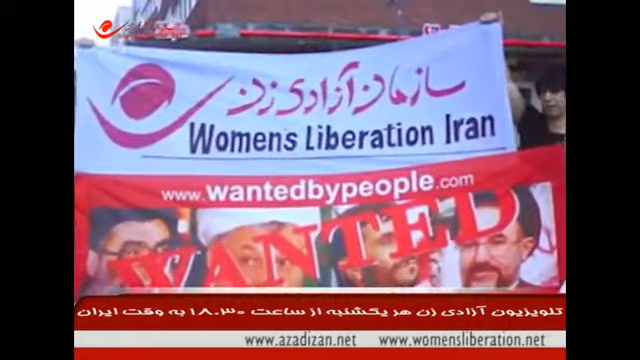 سازمان آزادی زن
Women's Liberation Iran
www.wantedbypeople.com
WANTED
تلویزیون آزادی زن هر یکشنبه از ساعت ۱۸.۳۰ به وقت ایران
www.azadizan.net www.womensliberation.net